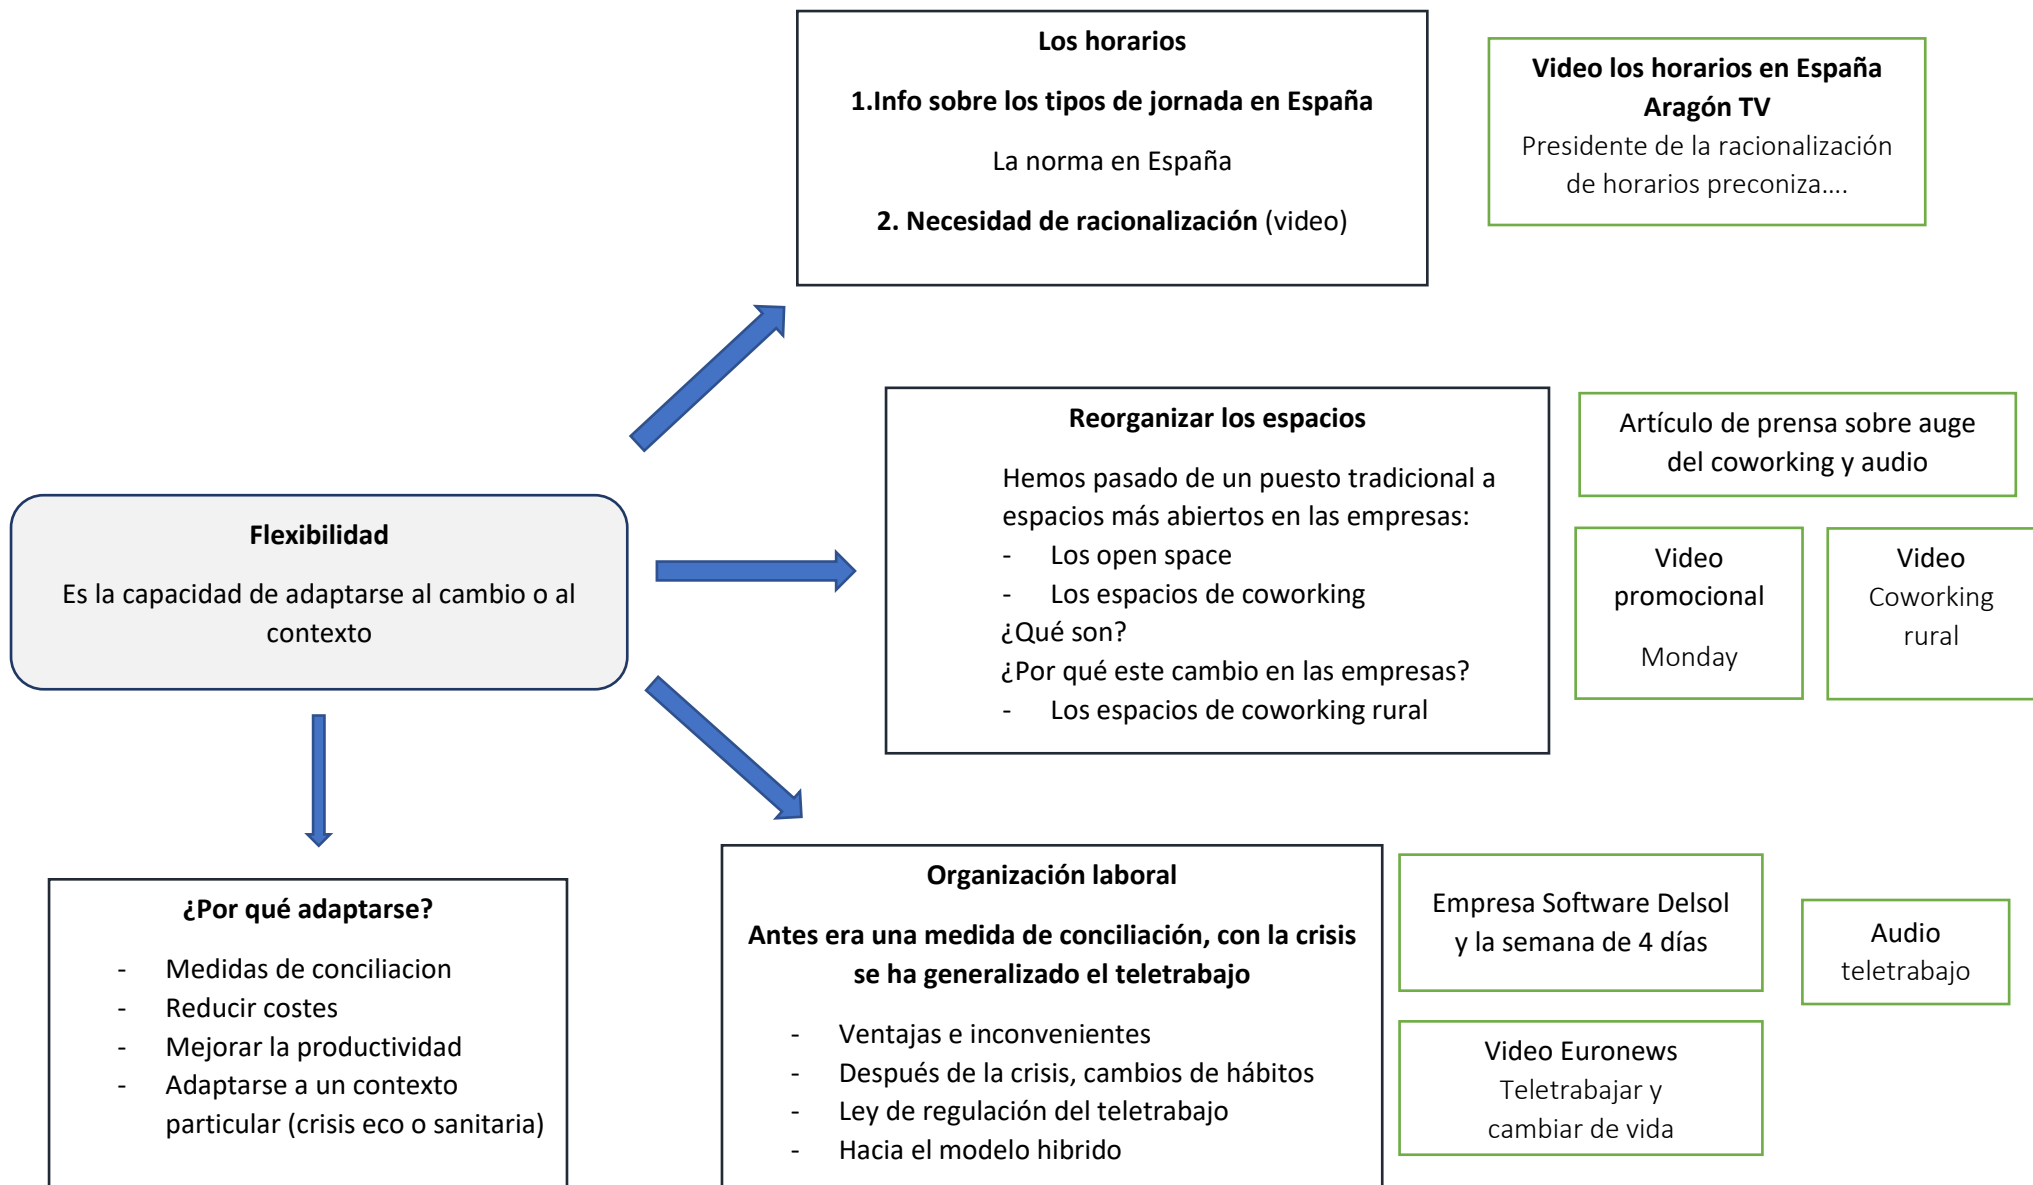 Los horarios
1.Info sobre los tipos de jornada en España
La norma en España
2. Necesidad de racionalización (video)
Video los horarios en España
Aragón TV
Presidente de la racionalización
de horarios preconiza....
Flexibilidad
Es la capacidad de adaptarse al cambio o al
contexto
Reorganizar los espacios
Hemos pasado de un puesto tradicional a
espacios más abiertos en las empresas:
- Los open space
- Los espacios de coworking
¿Qué son?
¿Por qué este cambio en las empresas?
- Los espacios de coworking rural
Artículo de prensa sobre auge
del coworking y audio
Video
promocional
Monday
Video
Coworking
rural
¿Por qué adaptarse?
- Medidas de conciliacion
- Reducir costes
- Mejorar la productividad
- Adaptarse a un contexto
particular (crisis eco o sanitaria)
Organización laboral
Antes era una medida de conciliación, con la crisis
se ha generalizado el teletrabajo
- Ventajas e inconvenientes
- Después de la crisis, cambios de hábitos
- Ley de regulación del teletrabajo
- Hacia el modelo hibrido
Empresa Software Delsol
y la semana de 4 días
Audio
teletrabajo
Video Euronews
Teletrabajar y
cambiar de vida